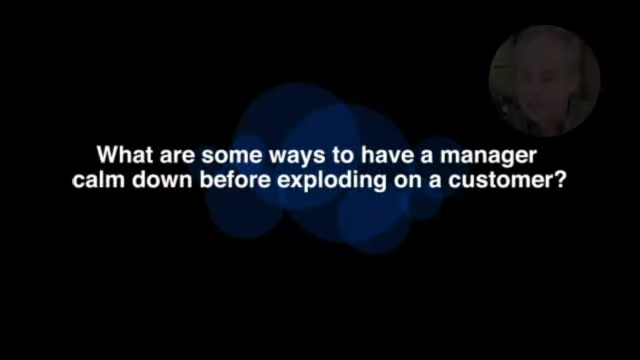 What are some ways to have a manager
calm down before exploding on a customer?